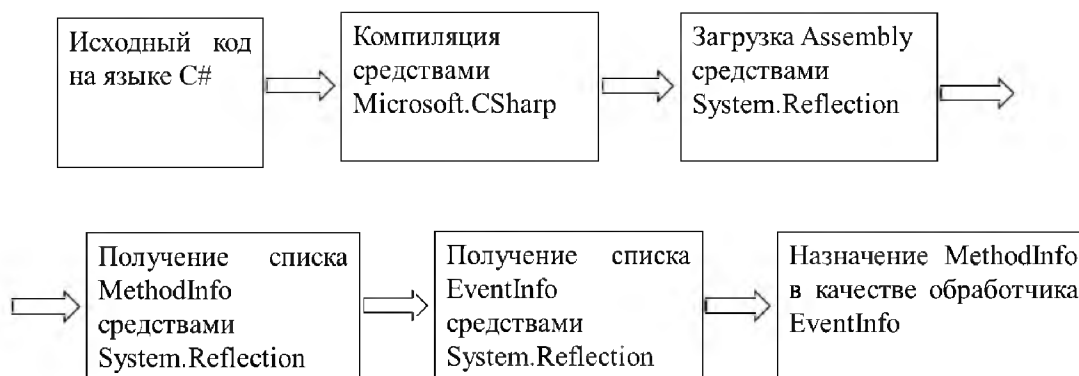 Исходный код
на языке C#
Компиляция
средствами
Microsoft.CSharp
Загрузка Assembly
средствами
System.Reflection
Получение списка
MethodInfo
средствами
System.Reflection
Получение списка
EventInfo
средствами
System.Reflection
Назначение MethodInfo
в качестве обработчика
EventInfo